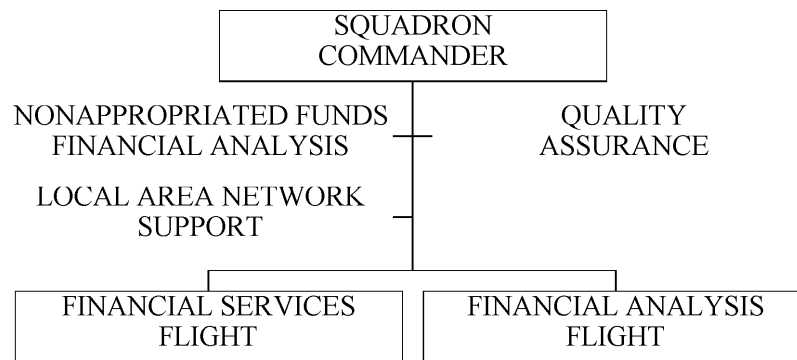 SQUADRON
COMMANDER
NONAPPROPRIATED FUNDS
FINANCIAL ANALYSIS
QUALITY
ASSURANCE
LOCAL AREA NETWORK
SUPPORT
FINANCIAL SERVICES
FLIGHT
FINANCIAL ANALYSIS
FLIGHT